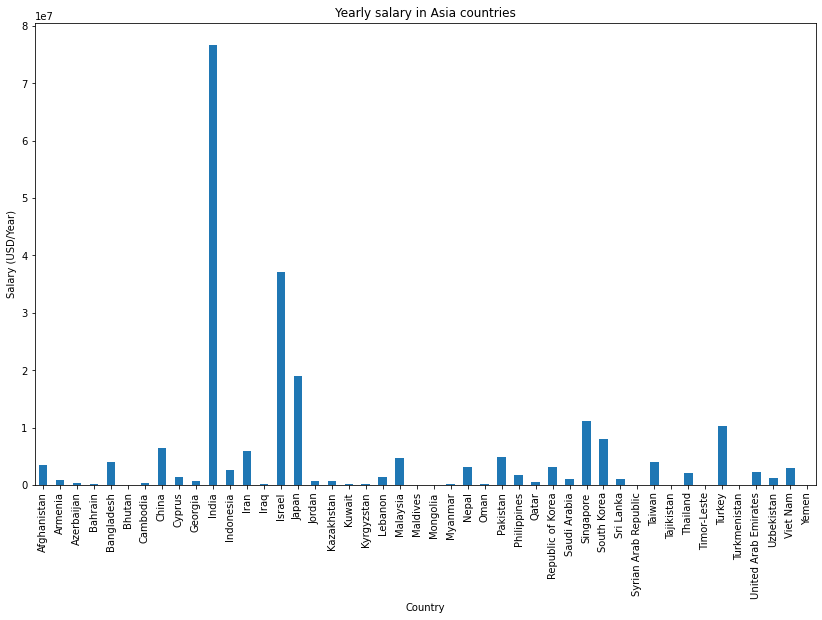 Yearly salary in Asia countries
1e7
8
7
6
5
4
3
2
1
0
Salary (USD/Year)
Afghanistan
Armenia
Azerbaijan
Bahrain
Bangladesh
Bhutan
Cambodia
China
Cyprus
Georgia
India
Indonesia
Iran
Iraq
Israel
Japan
Jordan
Kazakhstan
Kuwait
Kyrgyzstan
Lebanon
Malaysia
Maldives
Mongolia
Myanmar
Nepal
Oman
Pakistan
Philippines
Qatar
Republic of Korea
Saudi Arabia
Singapore
South Korea
Sri Lanka
Syrian Arab Republic
Taiwan
Tajikistan
Thailand
Timor-Leste
Turkey
Turkmenistan
United Arab Emirates
Uzbekistan
Viet Nam
Yemen
Country